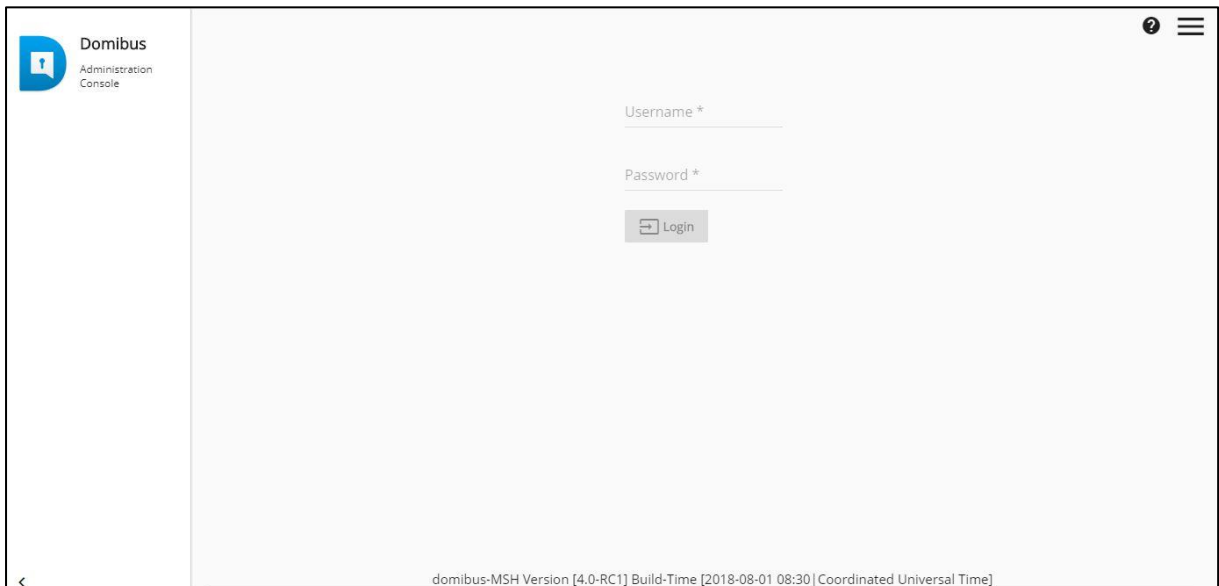 Domibus
Administration
Console
Username *
Password *
Login
domibus-MSH Version [4.0-RC1] Build-Time [2018-08-01 08:30|Coordinated Universal Time]